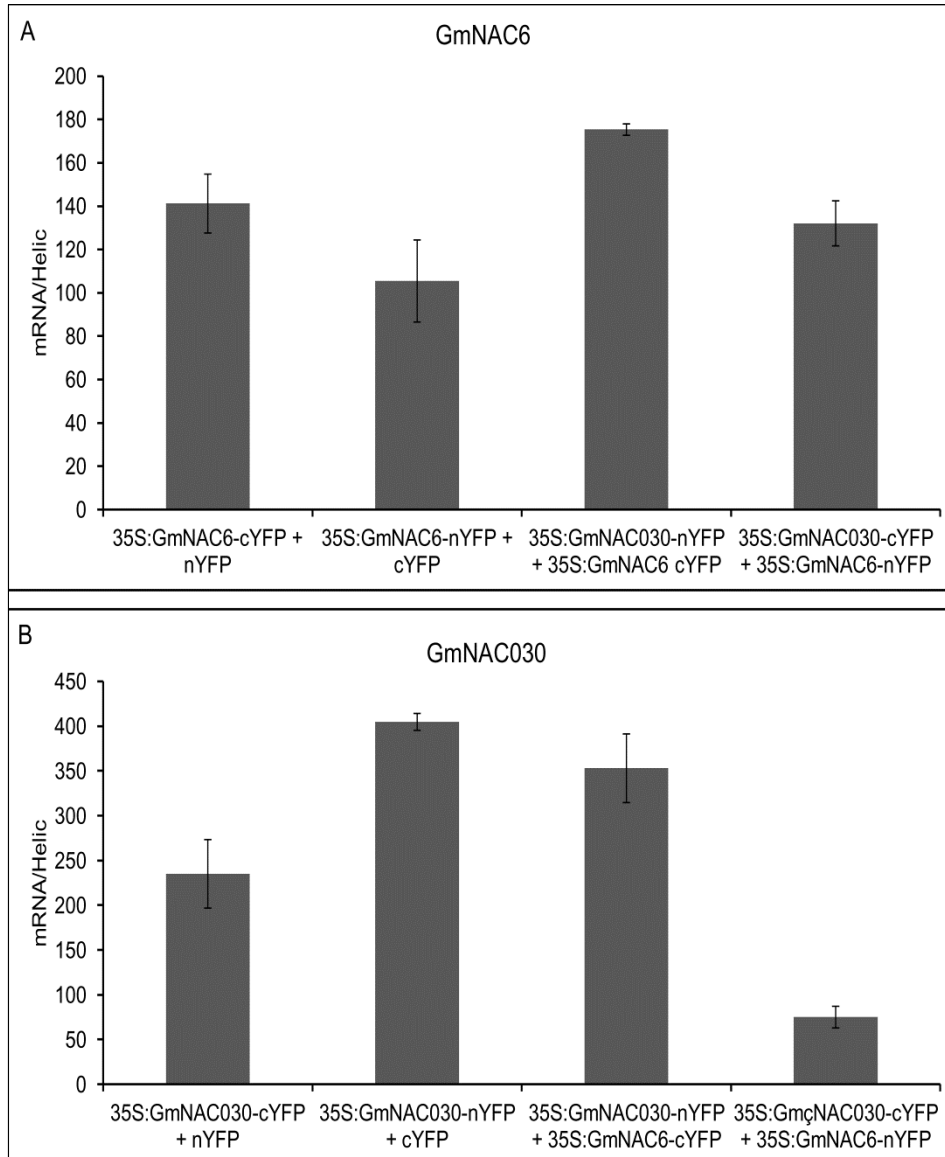 A
GmNAC6
200
180
160
140
120
100
80
60
40
20
0
mRNA/Helic
35S:GmNAC6-cYFP +
nYFP
35S:GmNAC6-nYFP +
cYFP
35S:GmNAC030-nYFP
+ 35S:GmNAC6 cYFP
35S:GmNAC030-cYFP
+ 35S:GmNAC6-nYFP
B
GmNAC030
450
400
350
300
250
200
150
100
50
0
mRNA/Helic
35S:GmNAC030-cYFP
+ nYFP
35S:GmNAC030-nYFP
+ cYFP
35S:GmNAC030-nYFP
+ 35S:GmNAC6-cYFP
35S:GmçNAC030-cYFP
+ 35S:GmNAC6-nYFP